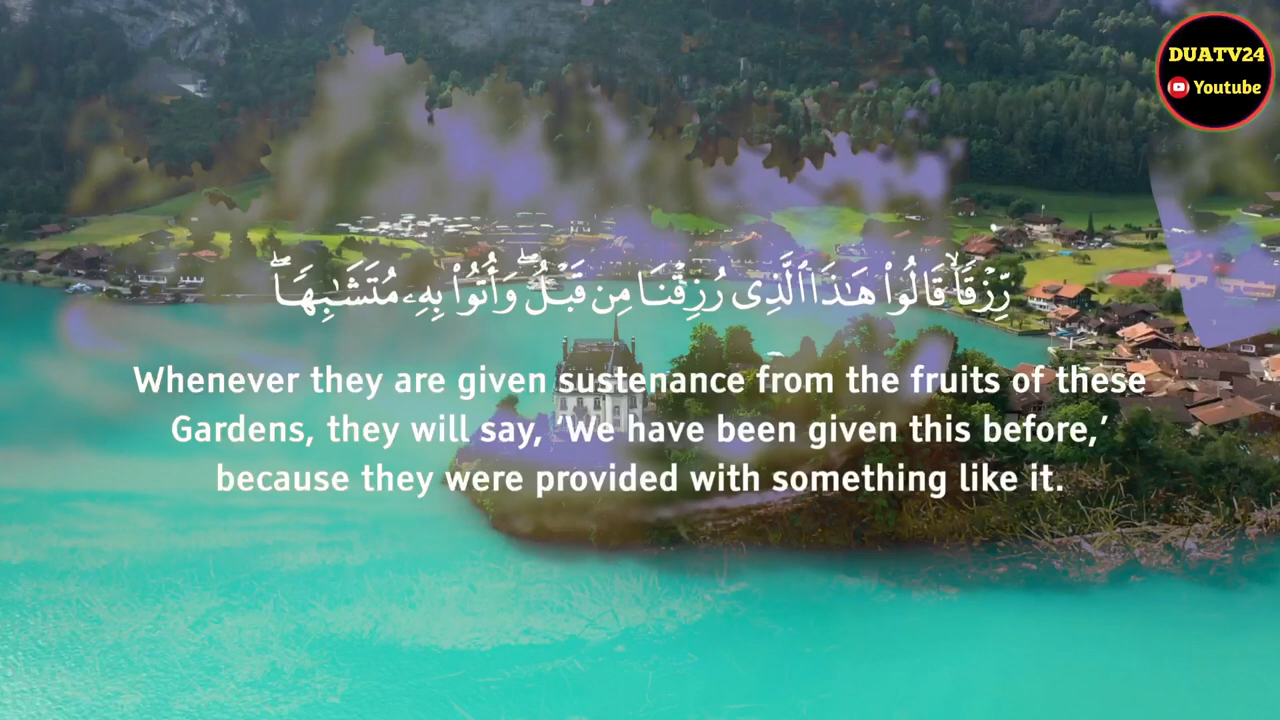 DUATV24
Youtube
رِّزْقًا ۙ قَالُوا۟ هَـٰذَا ٱلَّذِى رُزِقْنَا مِن قَبْلُ ۖ وَأُتُوا۟ بِهِۦ مُتَشَـٰبِهًا ۖ
Whenever they are given sustenance from the fruits of these
Gardens, they will say, ’We have been given this before,’
because they were provided with something like it.